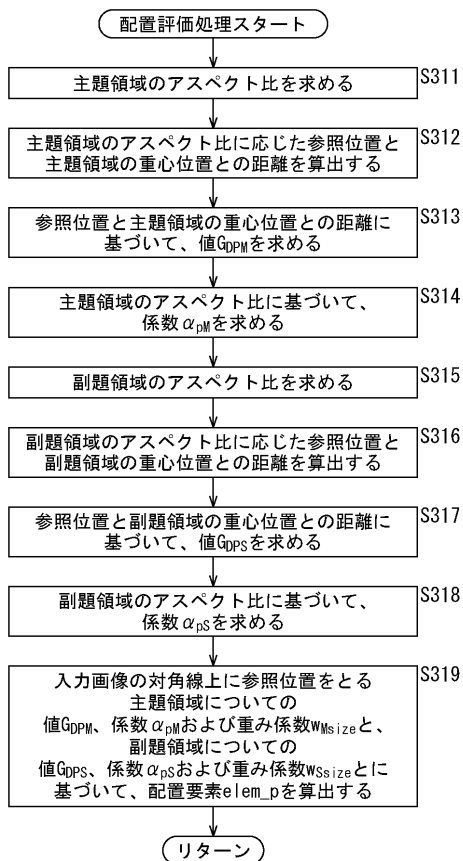 配置評価処理スタート
主題領域のアスペクト比を求める
S311
主題領域のアスペクト比に応じた参照位置と
主題領域の重心位置との距離を算出する
S312
参照位置と主題領域の重心位置との距離に
基づいて、値GDPMを求める
S313
主題領域のアスペクト比に基づいて、
係数αpMを求める
S314
副題領域のアスペクト比を求める
S315
副題領域のアスペクト比に応じた参照位置と
副題領域の重心位置との距離を算出する
S316
参照位置と副題領域の重心位置との距離に
基づいて、値GDPSを求める
S317
副題領域のアスペクト比に基づいて、
係数αpSを求める
S318
入力画像の対角線上に参照位置をとる
主題領域についての
値GDPM、係数αpMおよび重み係数wMsizeと、
副題領域についての
値GDPS、係数αpSおよび重み係数wSsizeとに
基づいて、配置要素elem_pを算出する
S319
リターン